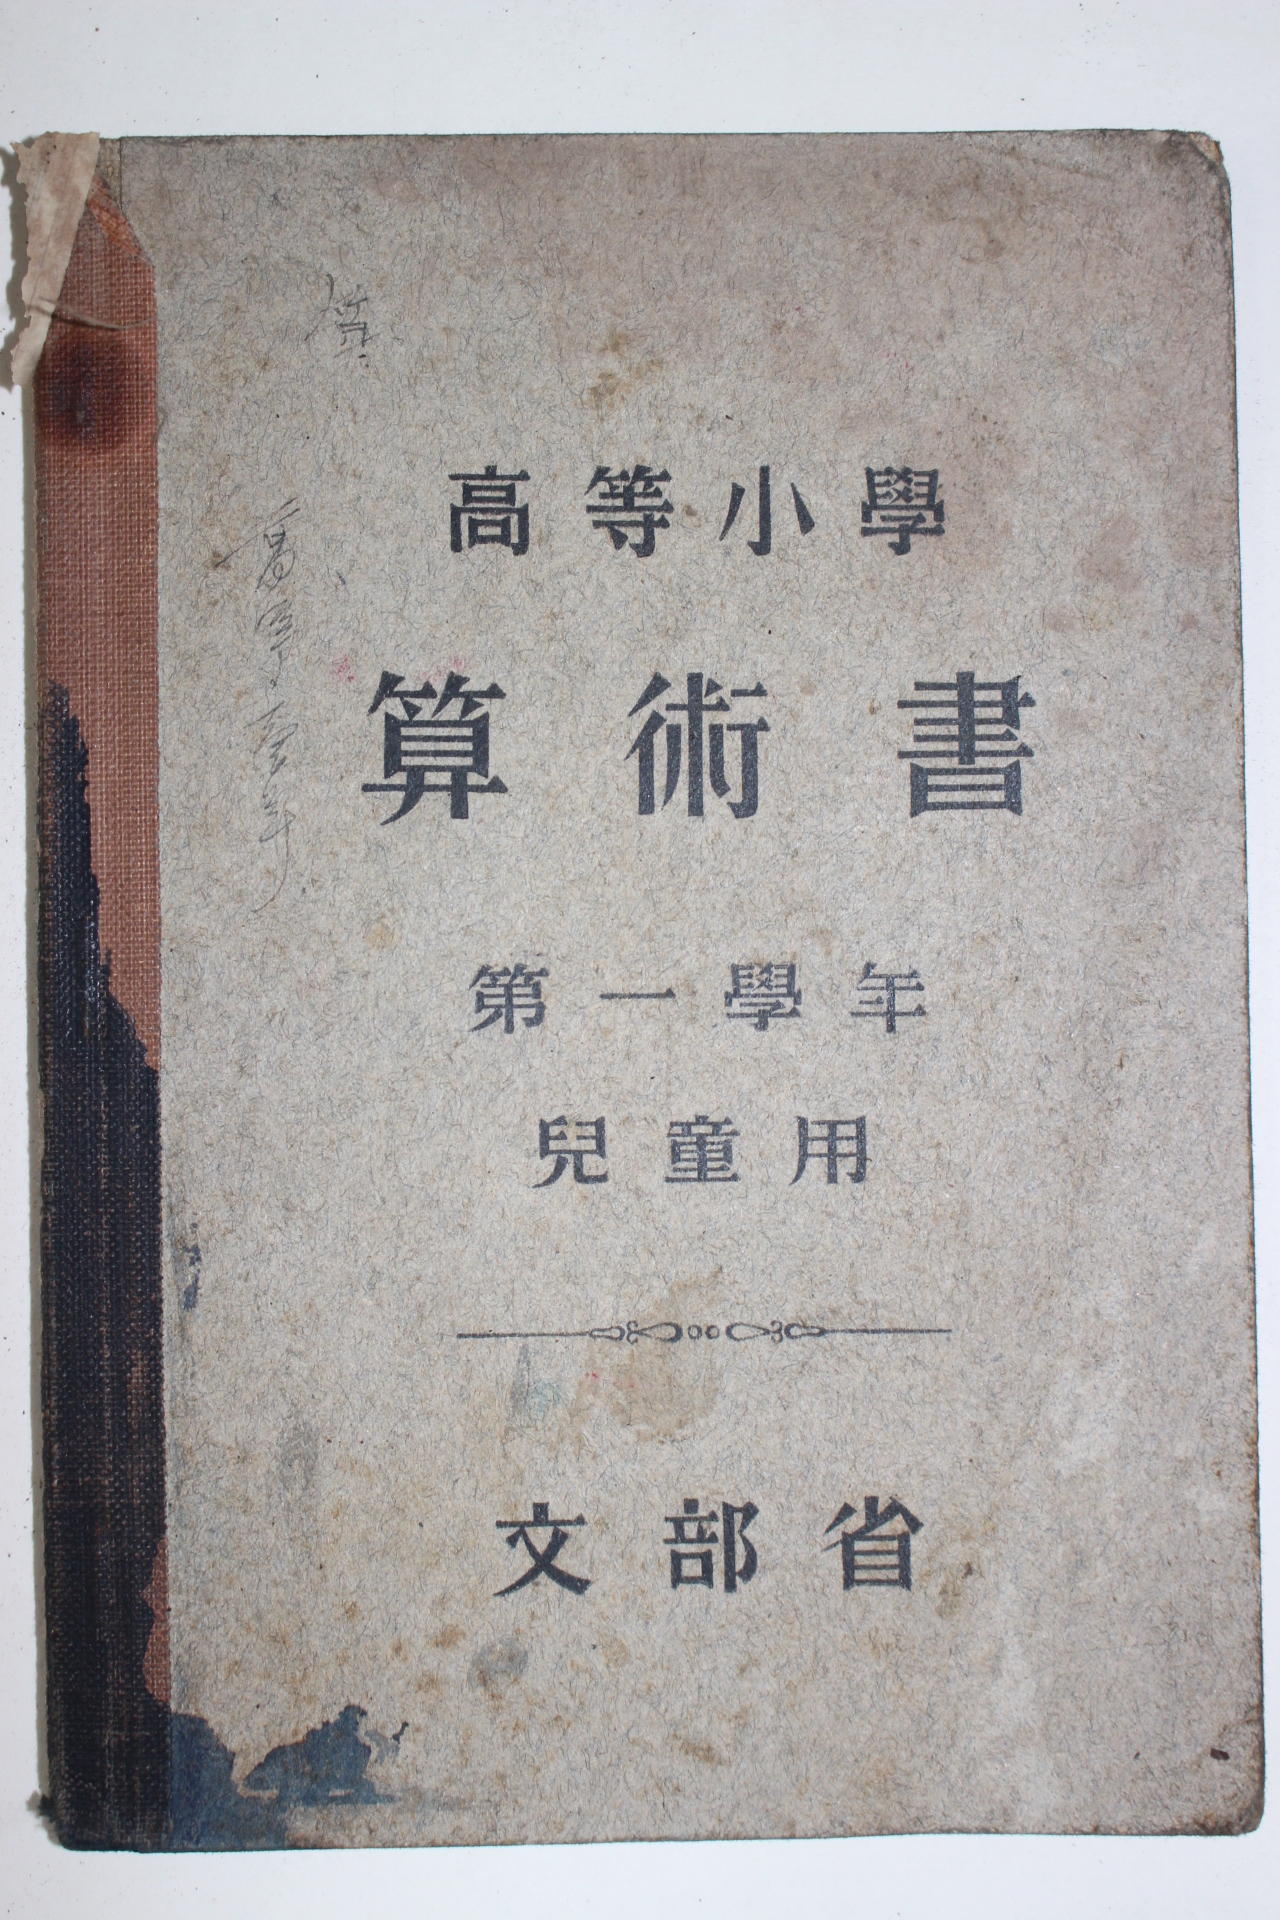 高等小學
算術書
第一學年
兒童用
文部省